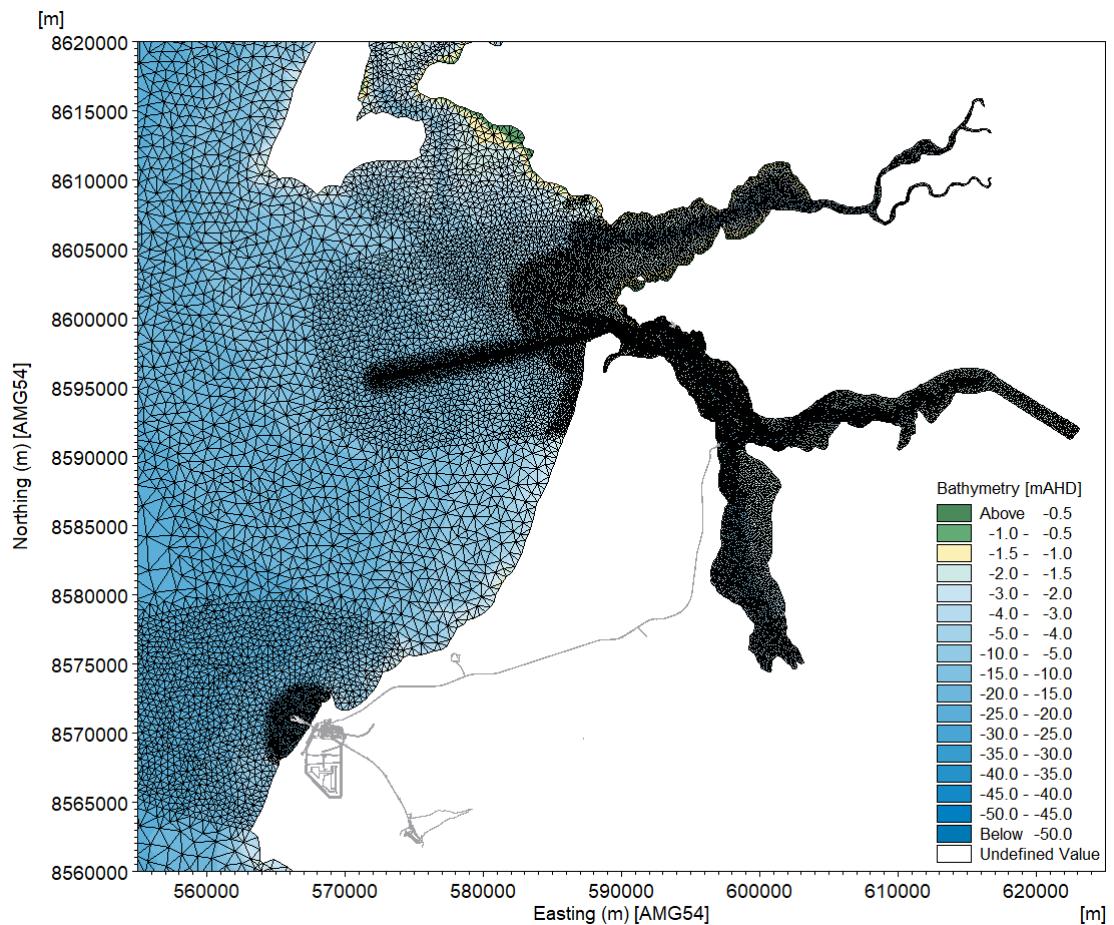 [m]
8620000
8615000
8610000
8605000
8600000
8595000
8590000
8585000
8580000
8575000
8570000
8565000
8560000
Northing (m) [AMG54]
Bathymetry [mAHD]
Above -0.5
-1.0 - -0.5
-1.5 - -1.0
-2.0 - -1.5
-3.0 - -2.0
-4.0 - -3.0
-5.0 - -4.0
-10.0 - -5.0
-15.0 - -10.0
-20.0 - -15.0
-25.0 - -20.0
-30.0 - -25.0
-35.0 - -30.0
-40.0 - -35.0
-45.0 - -40.0
-50.0 - -45.0
Below -50.0
Undefined Value
560000 570000 580000 590000 600000 610000 620000
Easting (m) [AMG54] [m]